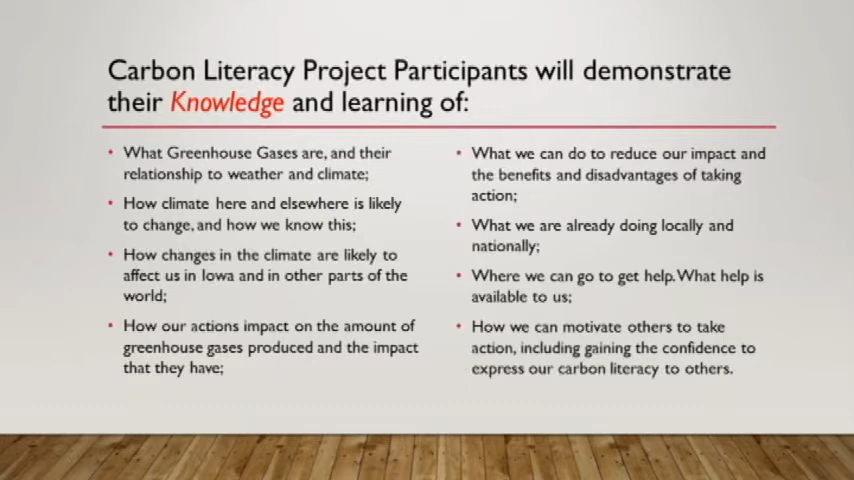 Carbon Literacy Project Participants will demonstrate
their Knowledge and learning of:
• What Greenhouse Gases are, and their
relationship to weather and climate;
• How climate here and elsewhere is likely
to change, and how we know this;
• How changes in the climate are likely to
affect us in Iowa and in other parts of the
world;
• How our actions impact on the amount of
greenhouse gases produced and the impact
that they have;
• What we can do to reduce our impact and
the benefits and disadvantages of taking
action;
• What we are already doing locally and
nationally;
• Where we can go to get help. What help is
available to us;
• How we can motivate others to take
action, including gaining the confidence to
express our carbon literacy to others.